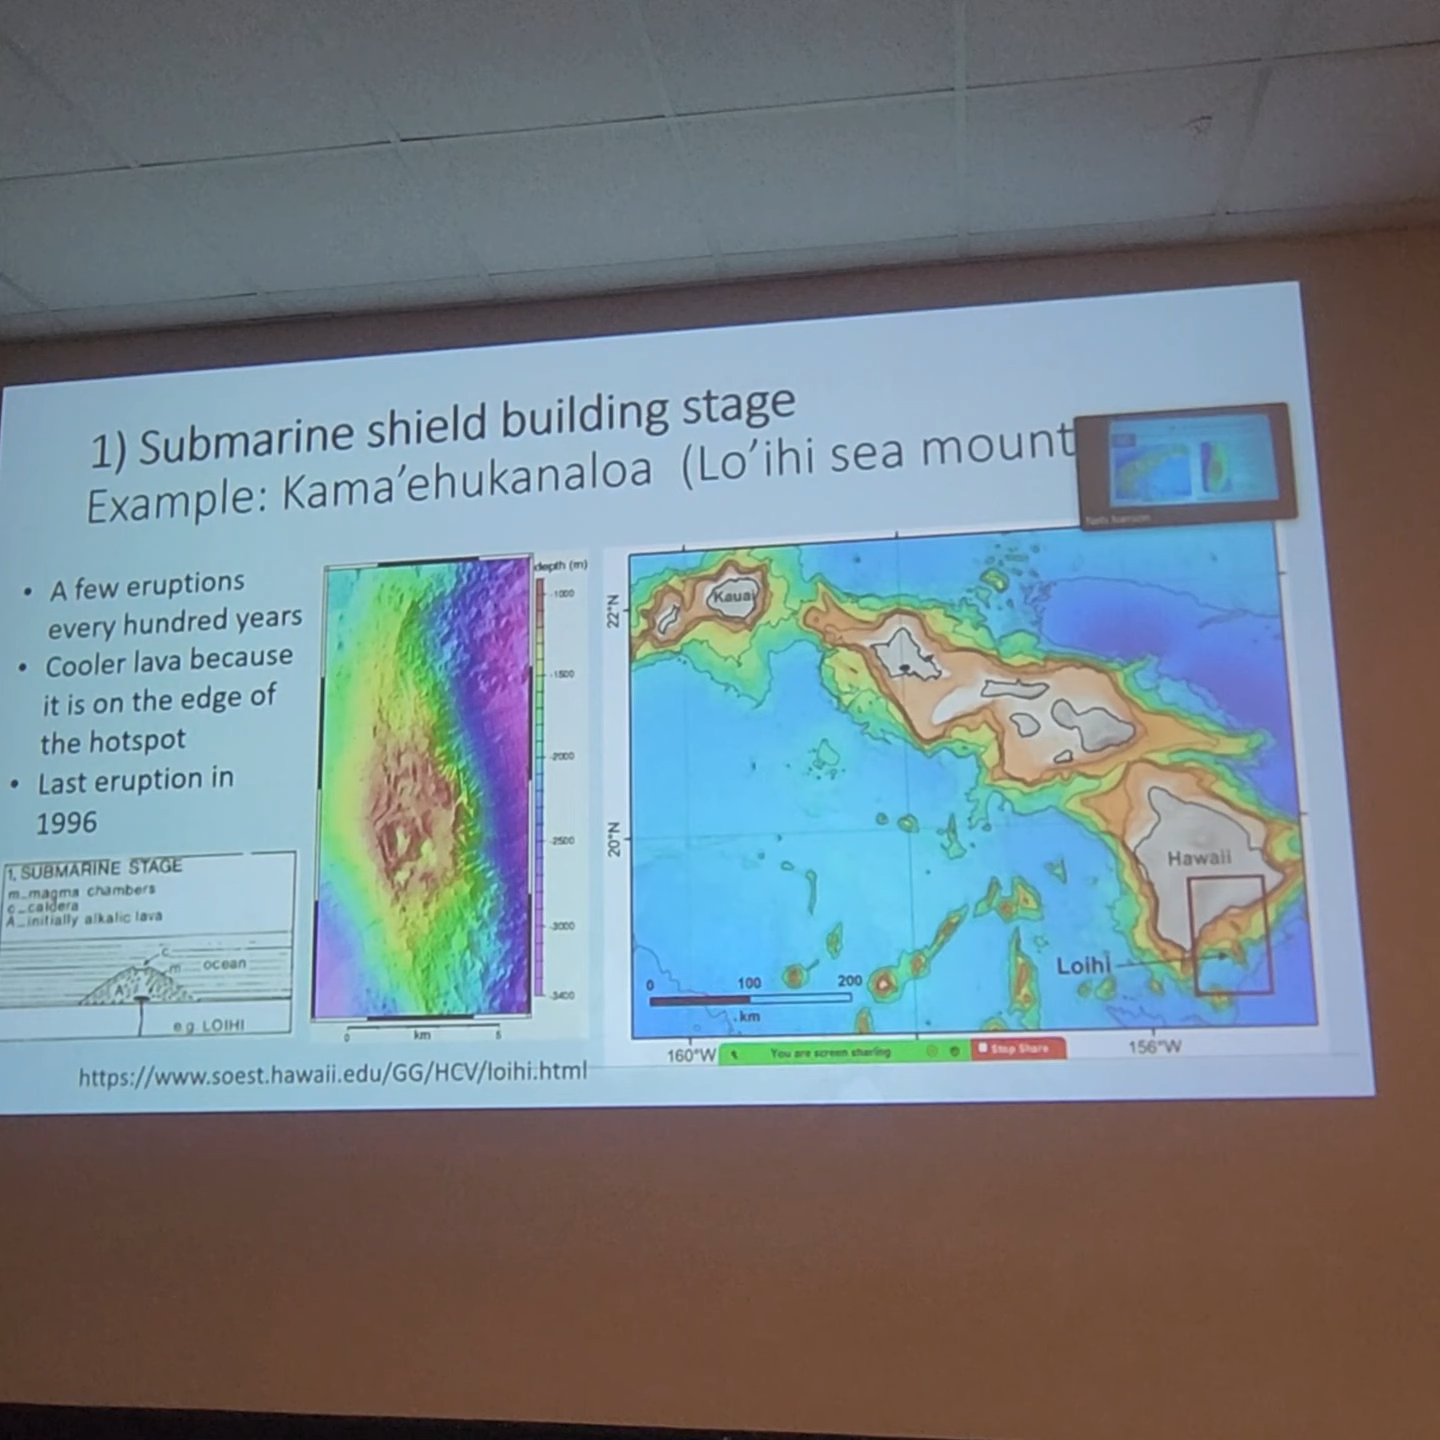 1) Submarine shield building stage
Example: Kama'ehukanaloa (Lo'ihi sea mount
• A few eruptions
every hundred years
• Cooler lava because
it is on the edge of
the hotspot
• Last eruption in
1996
1. SUBMARINE STAGE
m_magma chambers
c_caldera
A_initially alkalic lava
c
m
ocean
A
e.g. LOIHI
depth (m)
-1000
-1500
-2000
-2500
-3000
-3400
0 km 5
22°N
20°N
Kauai
Hawaii
Loihi
0 100 200
km
160°W
156°W
You are screen sharing
Stop Share
https://www.soest.hawaii.edu/GG/HCV/loihi.html